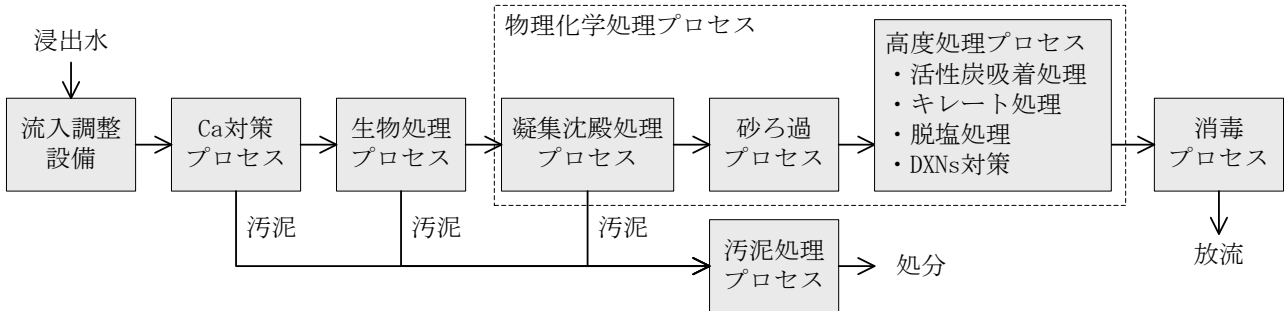 物理化学処理プロセス
浸出水
流入調整
設備
Ca対策
プロセス
生物処理
プロセス
凝集沈殿処理
プロセス
砂ろ過
プロセス
高度処理プロセス
・活性炭吸着処理
・キレート処理
・脱塩処理
・DXNs対策
消毒
プロセス
汚泥
汚泥
汚泥
汚泥処理
プロセス
処分
放流